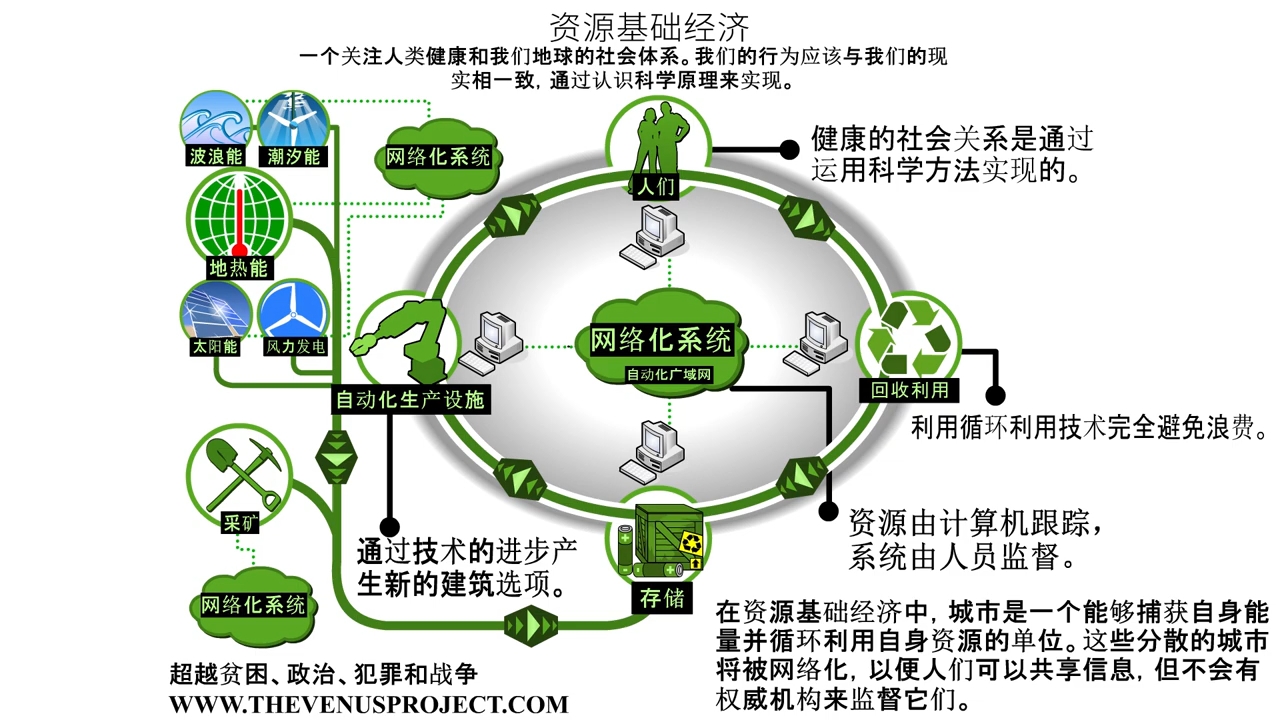 资源基础经济
一个关注人类健康和我们地球的社会体系。我们的行为应该与我们的现
实相一致，通过认识科学原理来实现。
波浪能
潮汐能
网络化系统
人们
健康的社会关系是通过
运用科学方法实现的。
地热能
太阳能
风力发电
网络化系统
自动化广域网
自动化生产设施
回收利用
利用循环利用技术完全避免浪费。
采矿
通过技术的进步产
生新的建筑选项。
资源由计算机跟踪，
系统由人员监督。
网络化系统
存储
在资源基础经济中，城市是一个能够捕获自身能
量并循环利用自身资源的单位。这些分散的城市
将被网络化，以便人们可以共享信息，但不会有
权威机构来监督它们。
超越贫困、政治、犯罪和战争
WWW.THEVENUSPROJECT.COM